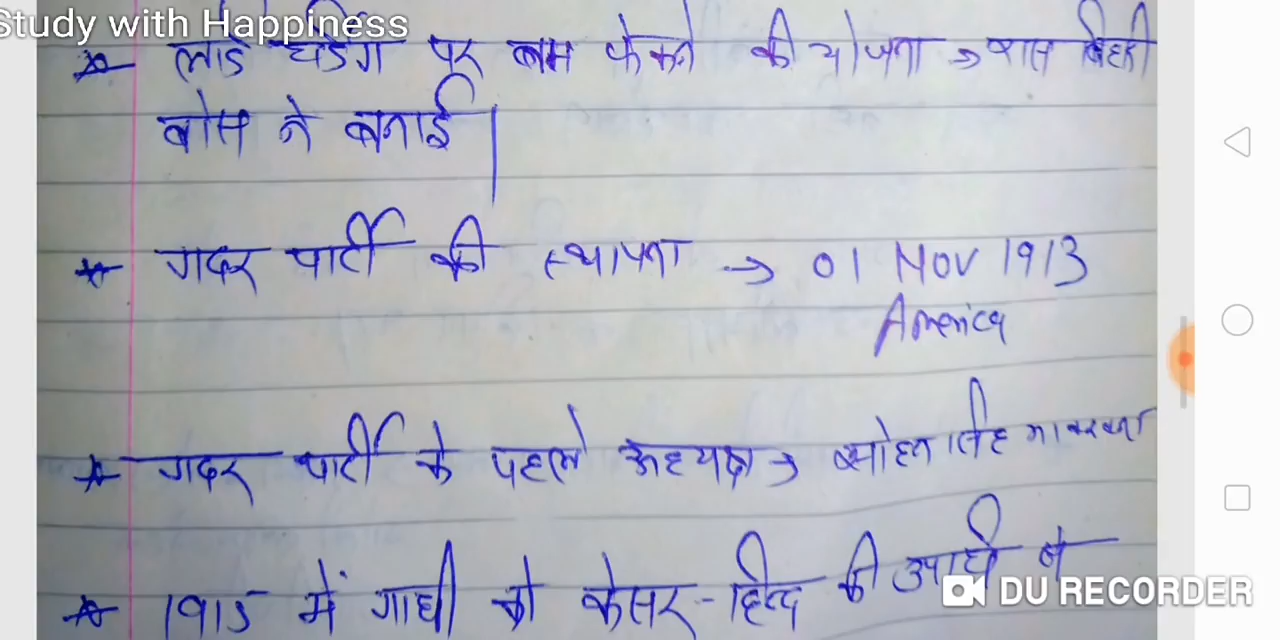 Study with Happiness
लार्ड हार्डिंग पर बम फेकने की योजना → रास बिहारी
बोस ने बनाई |
गदर पार्टी की स्थापना → 01 Nov 1913
America
गदर पार्टी के पहले अध्यक्ष → सोहन सिंह भाकरखना
1915 में गाधी को केसर-हिन्द की उपाधी
DU RECORDER